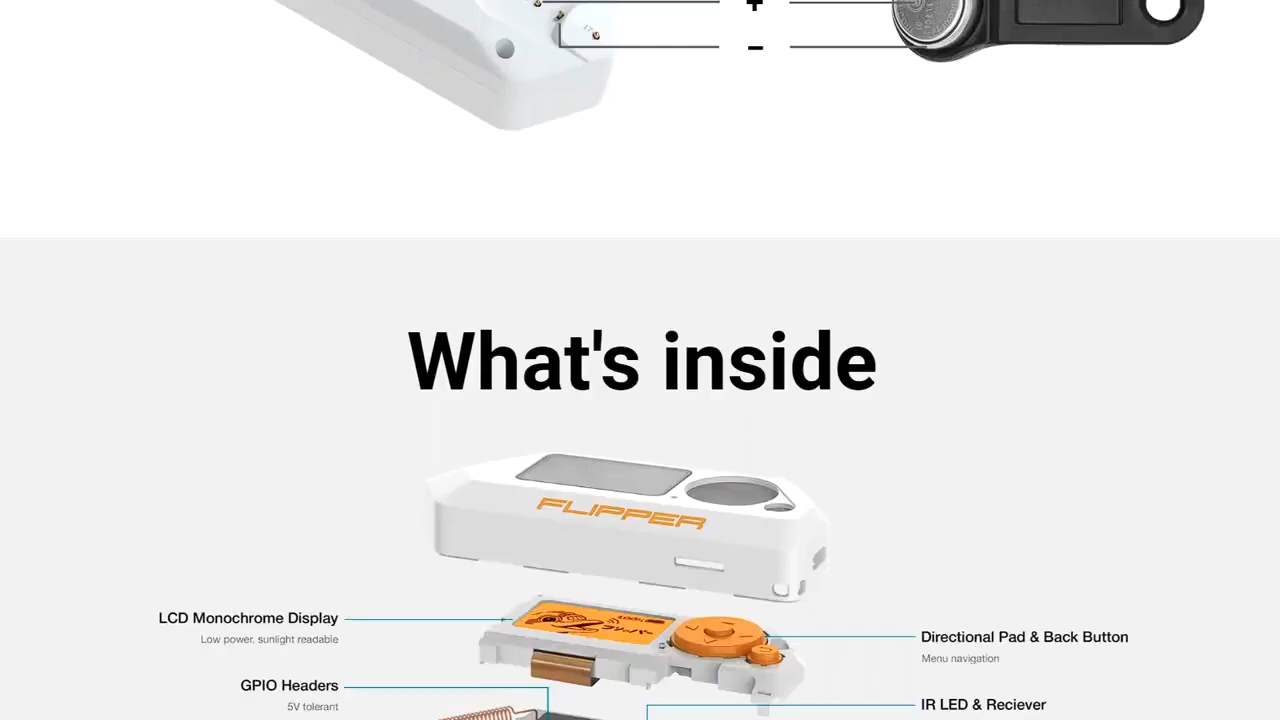 +
−
What's inside
FLIPPER
LCD Monochrome Display
Low power, sunlight readable
Directional Pad & Back Button
Menu navigation
GPIO Headers
5V tolerant
IR LED & Reciever